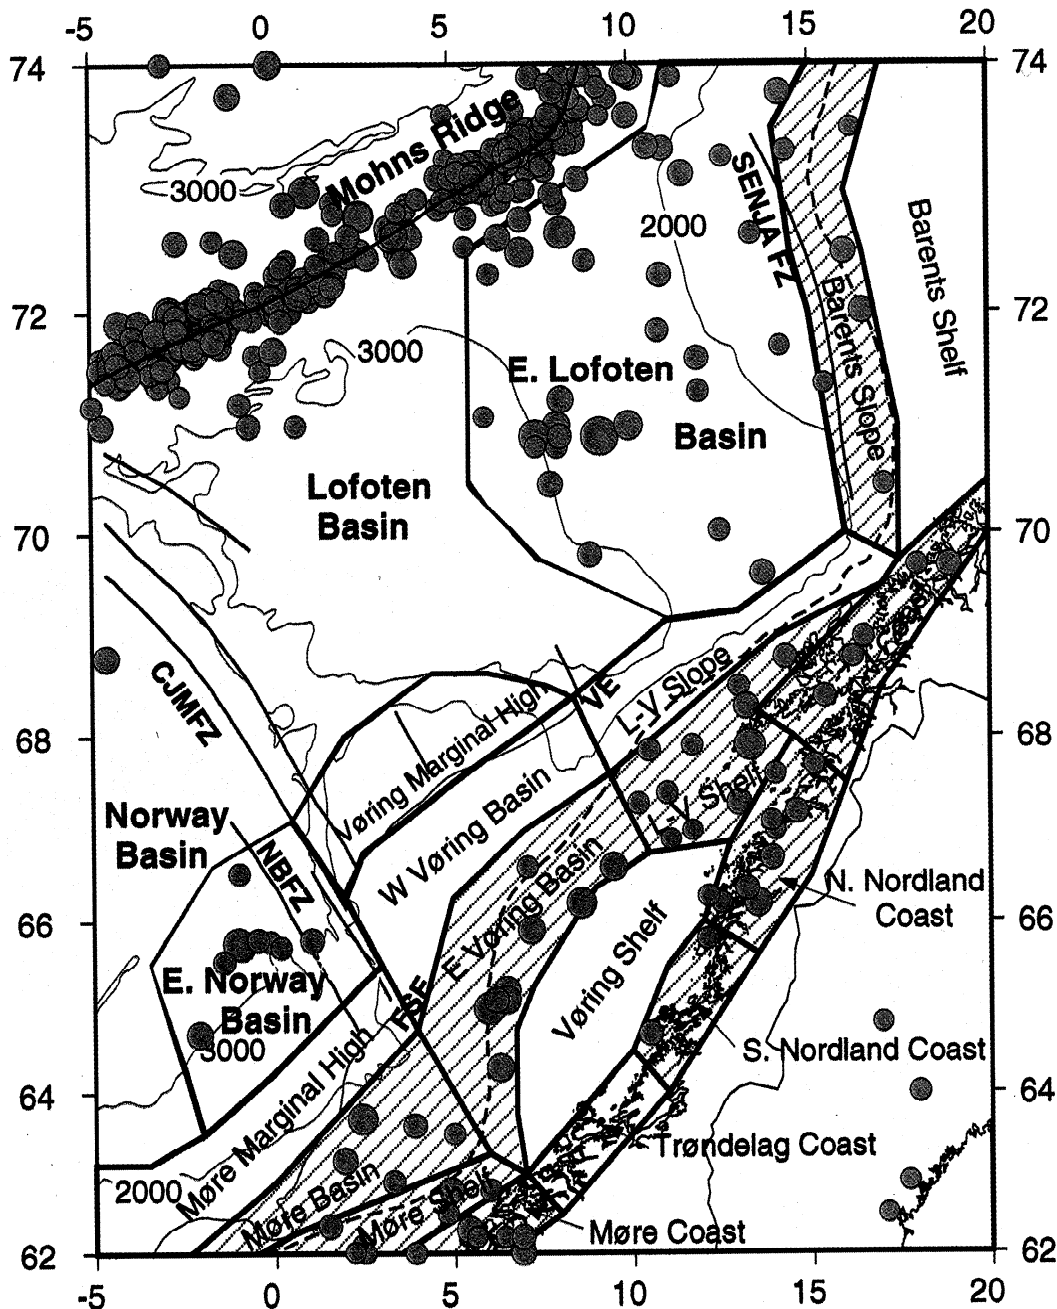 -5 0 5 10 15 20
74 74
Mohns Ridge
3000
SENJA FZ
2000
Barents Shelf
72 72
3000
Barents Slope
E. Lofoten
Basin
Lofoten
Basin
70 70
CJMFZ
VE
L-V Slope
68 68
Vøring Marginal High
L-V Shelf
W Vøring Basin
Norway
Basin
NBFZ
N. Nordland
Coast
66 66
E Vøring Basin
Vøring Shelf
E. Norway
Basin
FSF
3000
S. Nordland Coast
64 64
Møre Marginal High
Trøndelag Coast
2000
Møre Basin
Møre Shelf
Møre Coast
62 62
-5 0 5 10 15 20